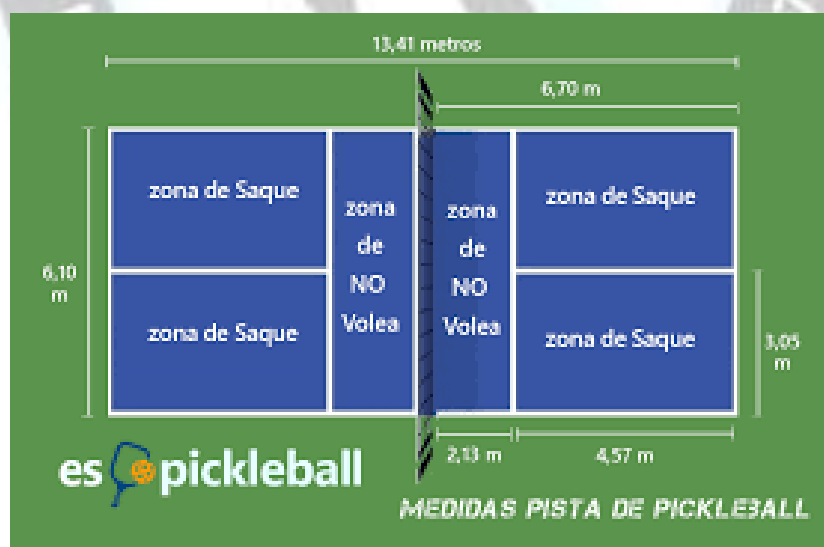 13,41 metros
6,70 m
zona de Saque
zona
de
NO
Volea
zona
de
NO
Volea
zona de Saque
6,10
m
zona de Saque
zona de Saque
3,05
m
2,13 m
4,57 m
es pickleball
MEDIDAS PISTA DE PICKLEBALL